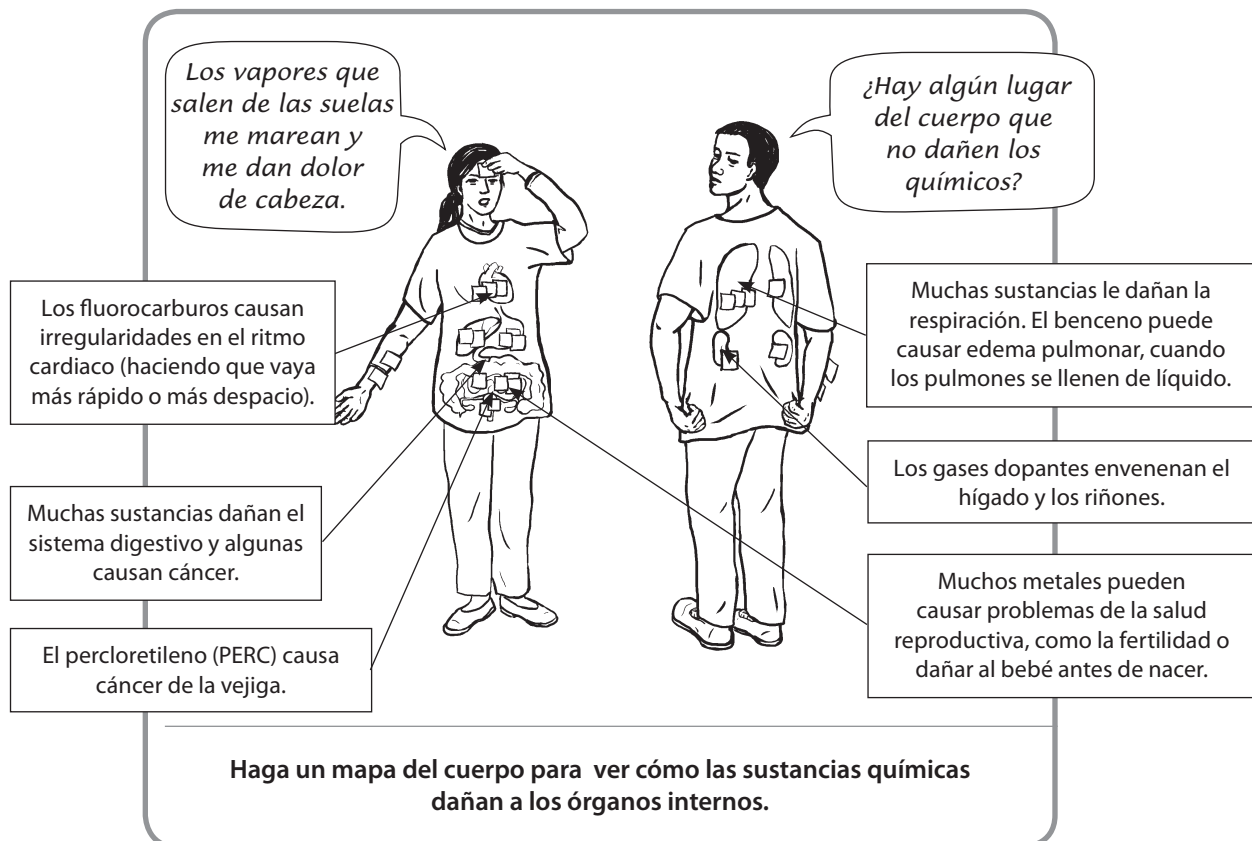 Los vapores que
salen de las suelas
me marean y
me dan dolor
de cabeza.
¿Hay algún lugar
del cuerpo que
no dañen los
químicos?
Los fluorocarburos causan
irregularidades en el ritmo
cardiaco (haciendo que vaya
más rápido o más despacio).
Muchas sustancias dañan el
sistema digestivo y algunas
causan cáncer.
El percloretileno (PERC) causa
cáncer de la vejiga.
Muchas sustancias le dañan la
respiración. El benceno puede
causar edema pulmonar, cuando
los pulmones se llenen de líquido.
Los gases dopantes envenenan el
hígado y los riñones.
Muchos metales pueden
causar problemas de la salud
reproductiva, como la fertilidad o
dañar al bebé antes de nacer.
Haga un mapa del cuerpo para ver cómo las sustancias químicas
dañan a los órganos internos.